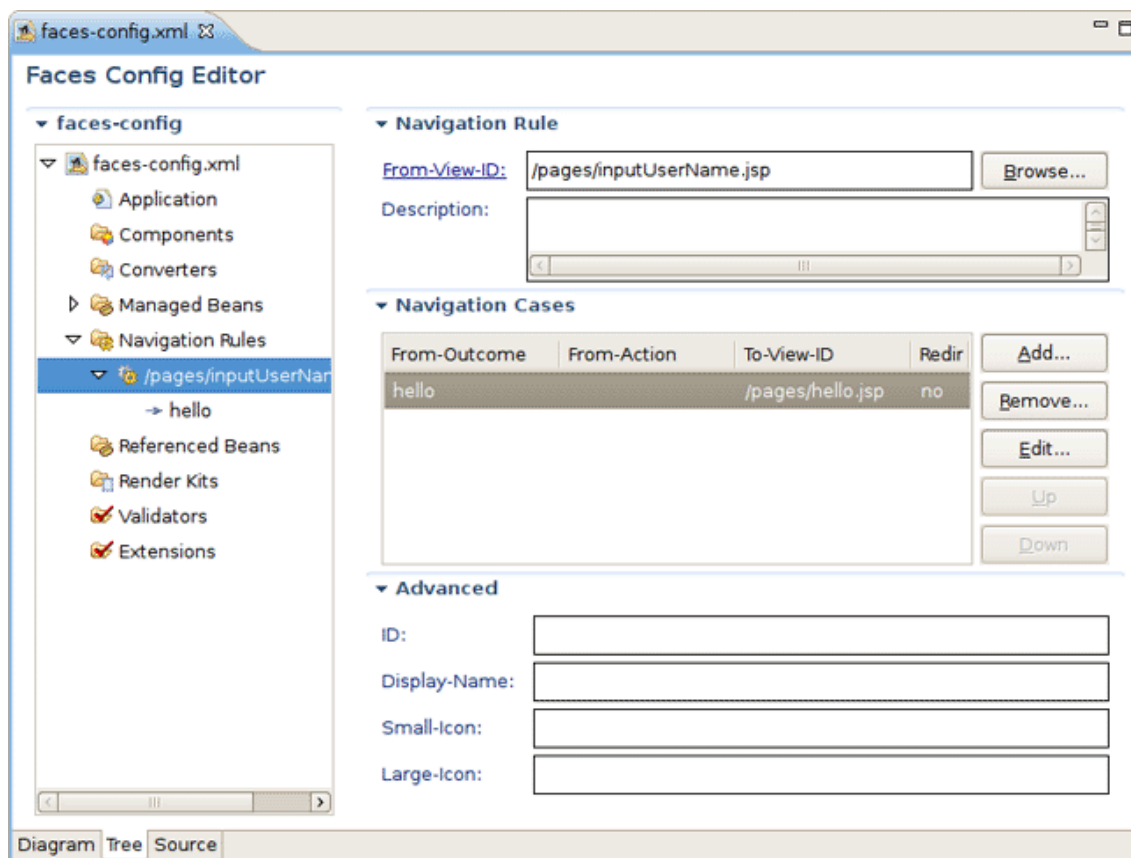 faces-config.xml
Faces Config Editor
faces-config
faces-config.xml
Application
Components
Converters
Managed Beans
Navigation Rules
/pages/inputUserNar
hello
Referenced Beans
Render Kits
Validators
Extensions
Navigation Rule
From-View-ID: /pages/inputUserName.jsp Browse...
Description:
Navigation Cases
From-Outcome From-Action To-View-ID Redir
hello /pages/hello.jsp no
Add...
Remove...
Edit...
Up
Down
Advanced
ID:
Display-Name:
Small-Icon:
Large-Icon:
Diagram Tree Source